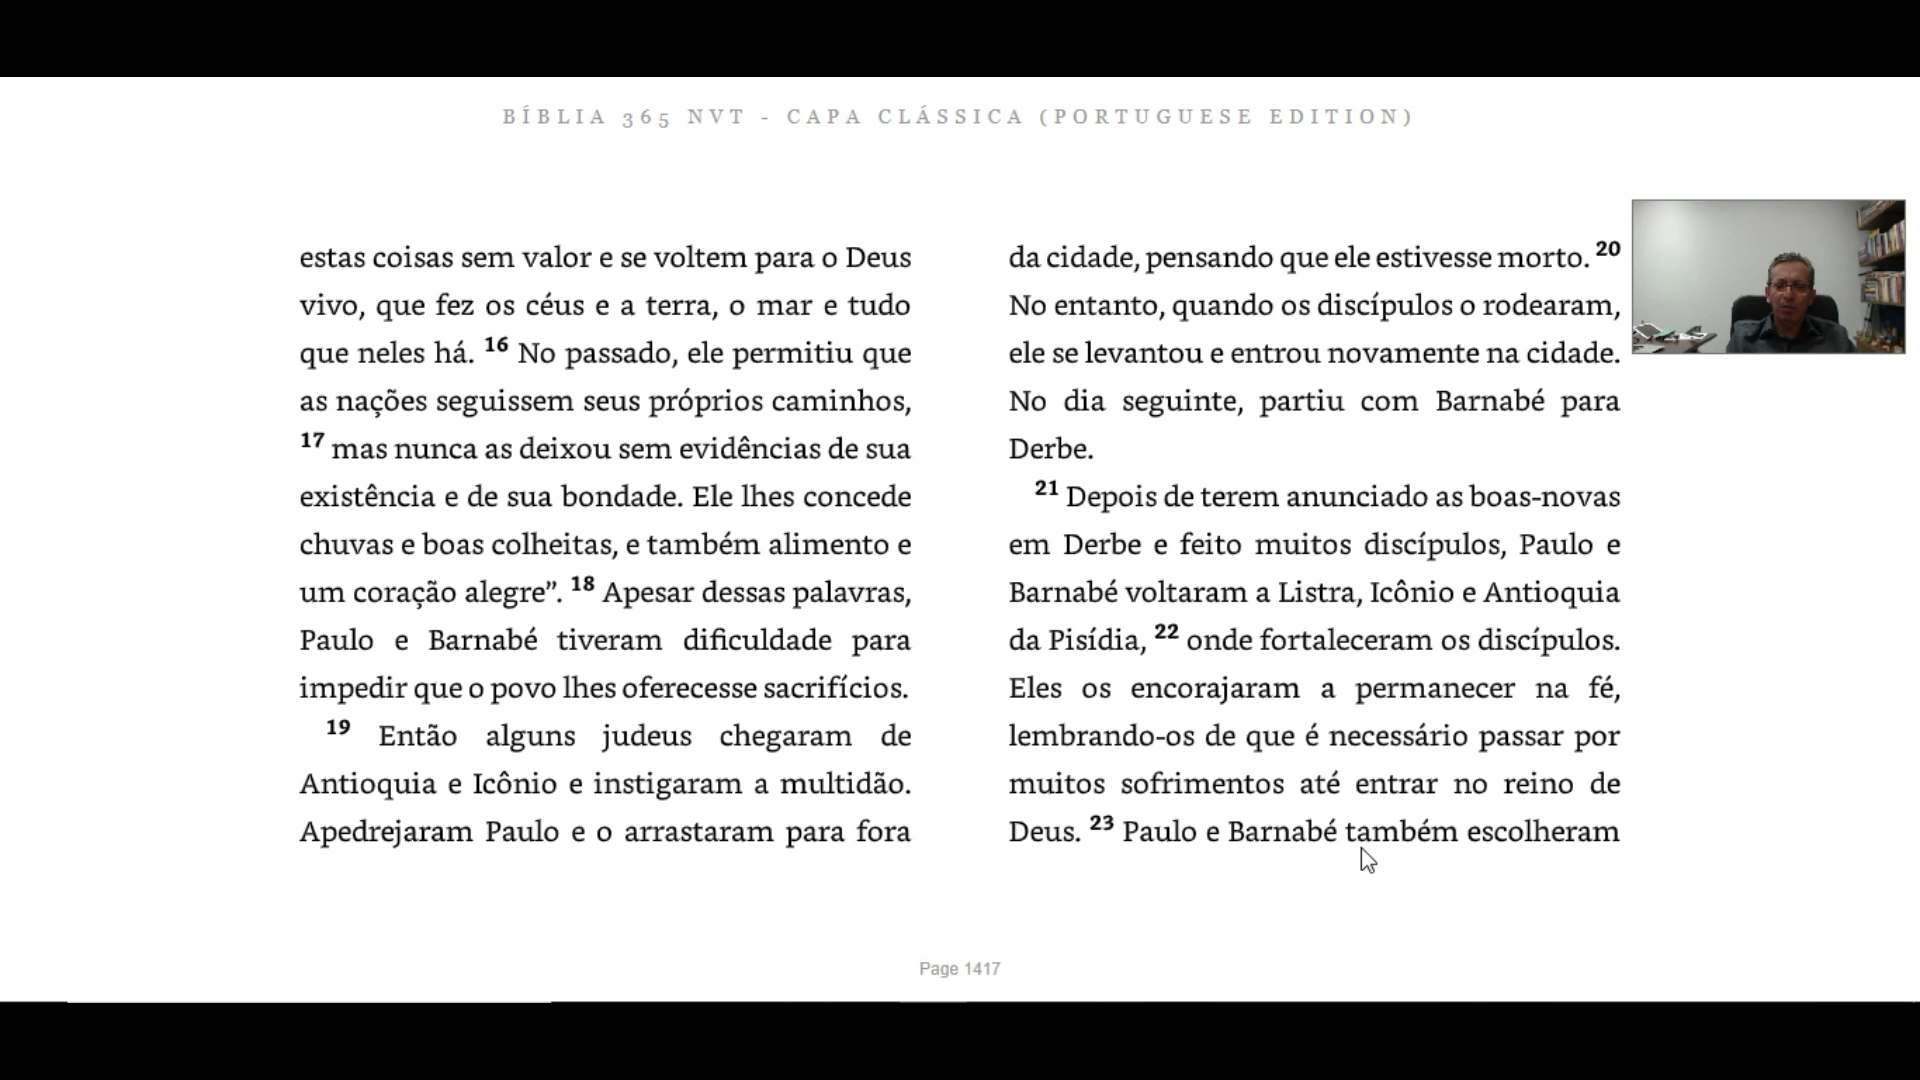 BÍBLIA 365 NVT - CAPA CLÁSSICA (PORTUGUESE EDITION)
estas coisas sem valor e se voltem para o Deus
vivo, que fez os céus e a terra, o mar e tudo
que neles há. 16 No passado, ele permitiu que
as nações seguissem seus próprios caminhos,
17 mas nunca as deixou sem evidências de sua
existência e de sua bondade. Ele lhes concede
chuvas e boas colheitas, e também alimento e
um coração alegre”. 18 Apesar dessas palavras,
Paulo e Barnabé tiveram dificuldade para
impedir que o povo lhes oferecesse sacrifícios.
19 Então alguns judeus chegaram de
Antioquia e Icônio e instigaram a multidão.
Apedrejaram Paulo e o arrastaram para fora
da cidade, pensando que ele estivesse morto. 20
No entanto, quando os discípulos o rodearam,
ele se levantou e entrou novamente na cidade.
No dia seguinte, partiu com Barnabé para
Derbe.
21 Depois de terem anunciado as boas-novas
em Derbe e feito muitos discípulos, Paulo e
Barnabé voltaram a Listra, Icônio e Antioquia
da Pisídia, 22 onde fortaleceram os discípulos.
Eles os encorajaram a permanecer na fé,
lembrando-os de que é necessário passar por
muitos sofrimentos até entrar no reino de
Deus. 23 Paulo e Barnabé também escolheram
Page 1417